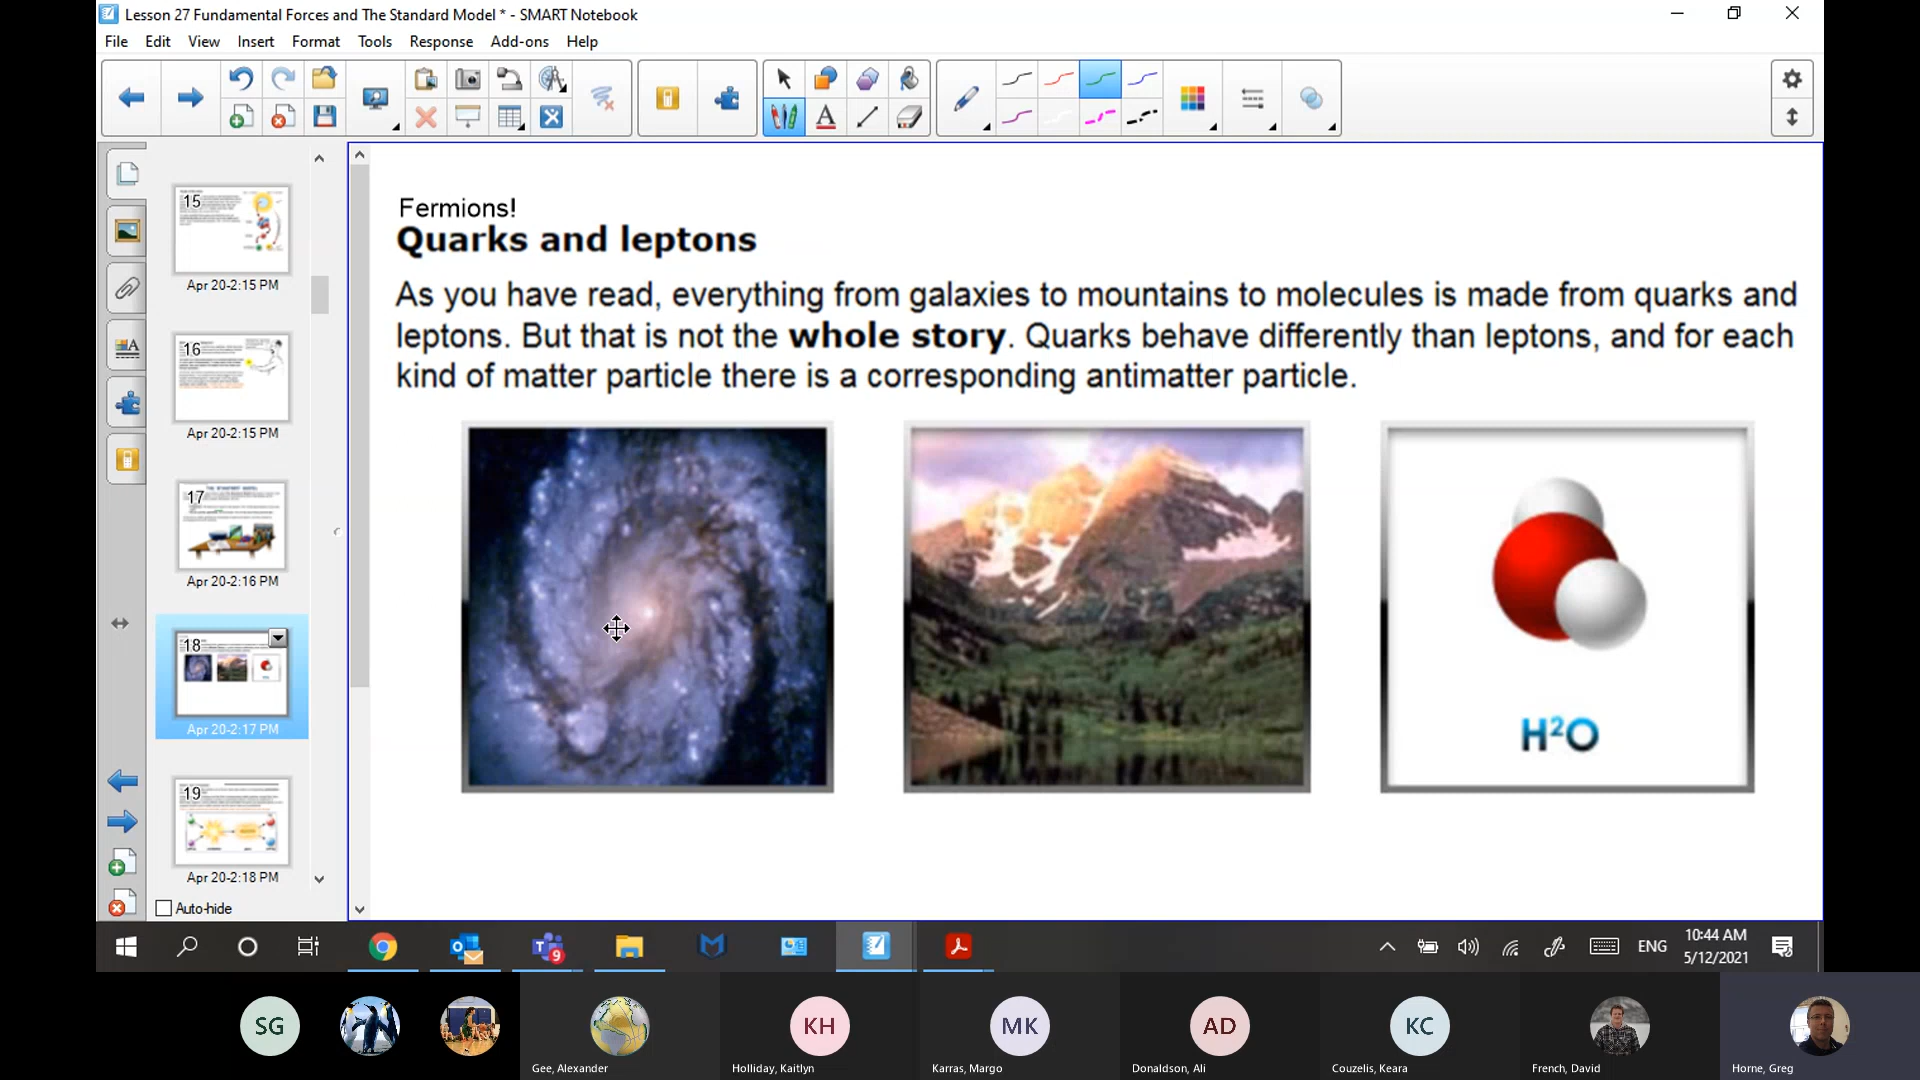 Lesson 27 Fundamental Forces and The Standard Model * - SMART Notebook
File Edit View Insert Format Tools Response Add-ons Help
15
Apr 20-2:15 PM
16
Apr 20-2:15 PM
17
THE STANDARD MODEL
Apr 20-2:16 PM
18
Apr 20-2:17 PM
19
Apr 20-2:18 PM
Auto-hide
Fermions!
Quarks and leptons
As you have read, everything from galaxies to mountains to molecules is made from quarks and
leptons. But that is not the whole story. Quarks behave differently than leptons, and for each
kind of matter particle there is a corresponding antimatter particle.
H²O
9
ENG
10:44 AM
5/12/2021
SG
KH
MK
AD
KC
Gee, Alexander
Holliday, Kaitlyn
Karras, Margo
Donaldson, Ali
Couzelis, Keara
French, David
Horne, Greg